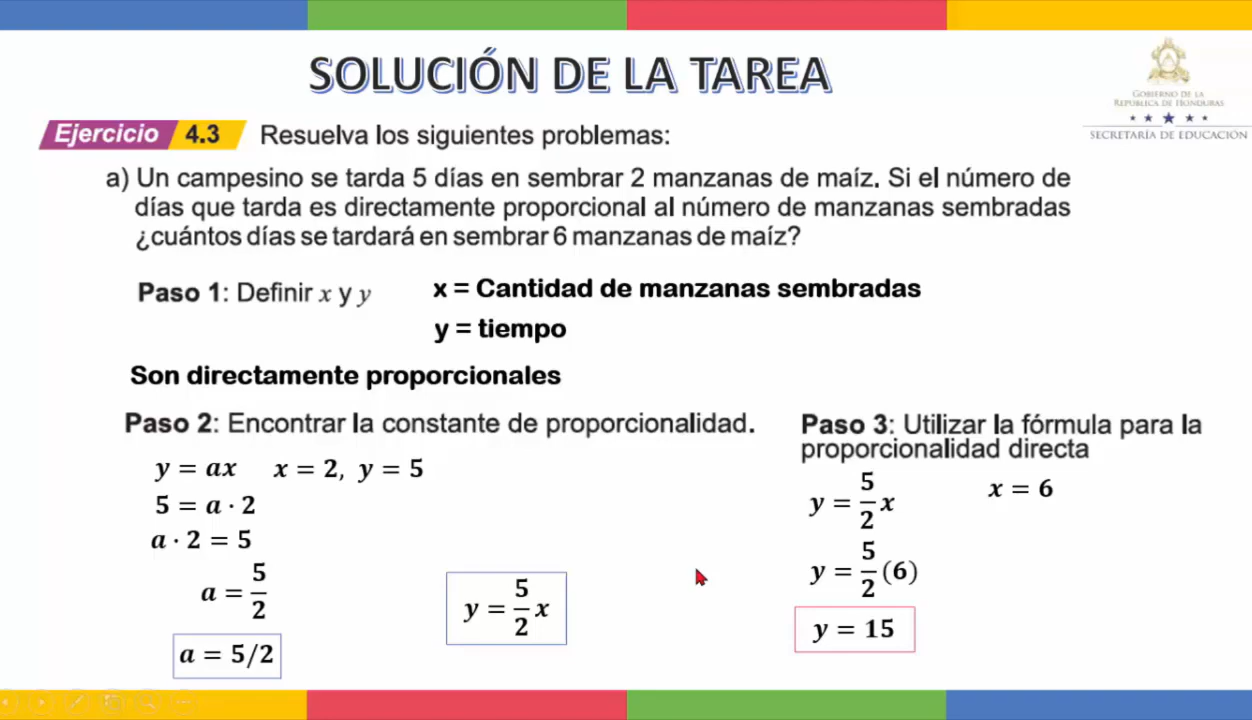 SOLUCIÓN DE LA TAREA
GOBIERNO DE LA
REPÚBLICA DE HONDURAS
SECRETARÍA DE EDUCACIÓN
Ejercicio 4.3 Resuelva los siguientes problemas:
a) Un campesino se tarda 5 días en sembrar 2 manzanas de maíz. Si el número de
días que tarda es directamente proporcional al número de manzanas sembradas
¿cuántos días se tardará en sembrar 6 manzanas de maíz?
Paso 1: Definir x y y
x = Cantidad de manzanas sembradas
y = tiempo
Son directamente proporcionales
Paso 2: Encontrar la constante de proporcionalidad.
y = ax x = 2, y = 5
5 = a · 2
a · 2 = 5
a = 5/2
a = 5/2
y = 5/2 x
Paso 3: Utilizar la fórmula para la
proporcionalidad directa
y = 5/2 x x = 6
y = 5/2 (6)
y = 15